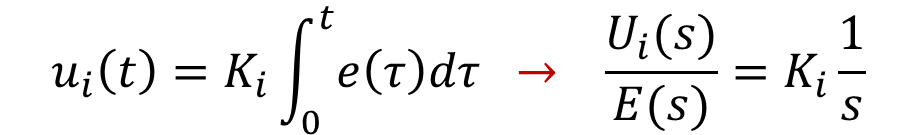 u_i(t) = K_i ∫_0^t e(τ)dτ → U_i(s)/E(s) = K_i 1/s